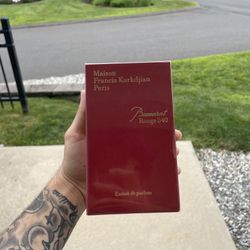 Maison
Francis Kurkdjian
Paris
Baccarat
Rouge 540
Extrait de parfum